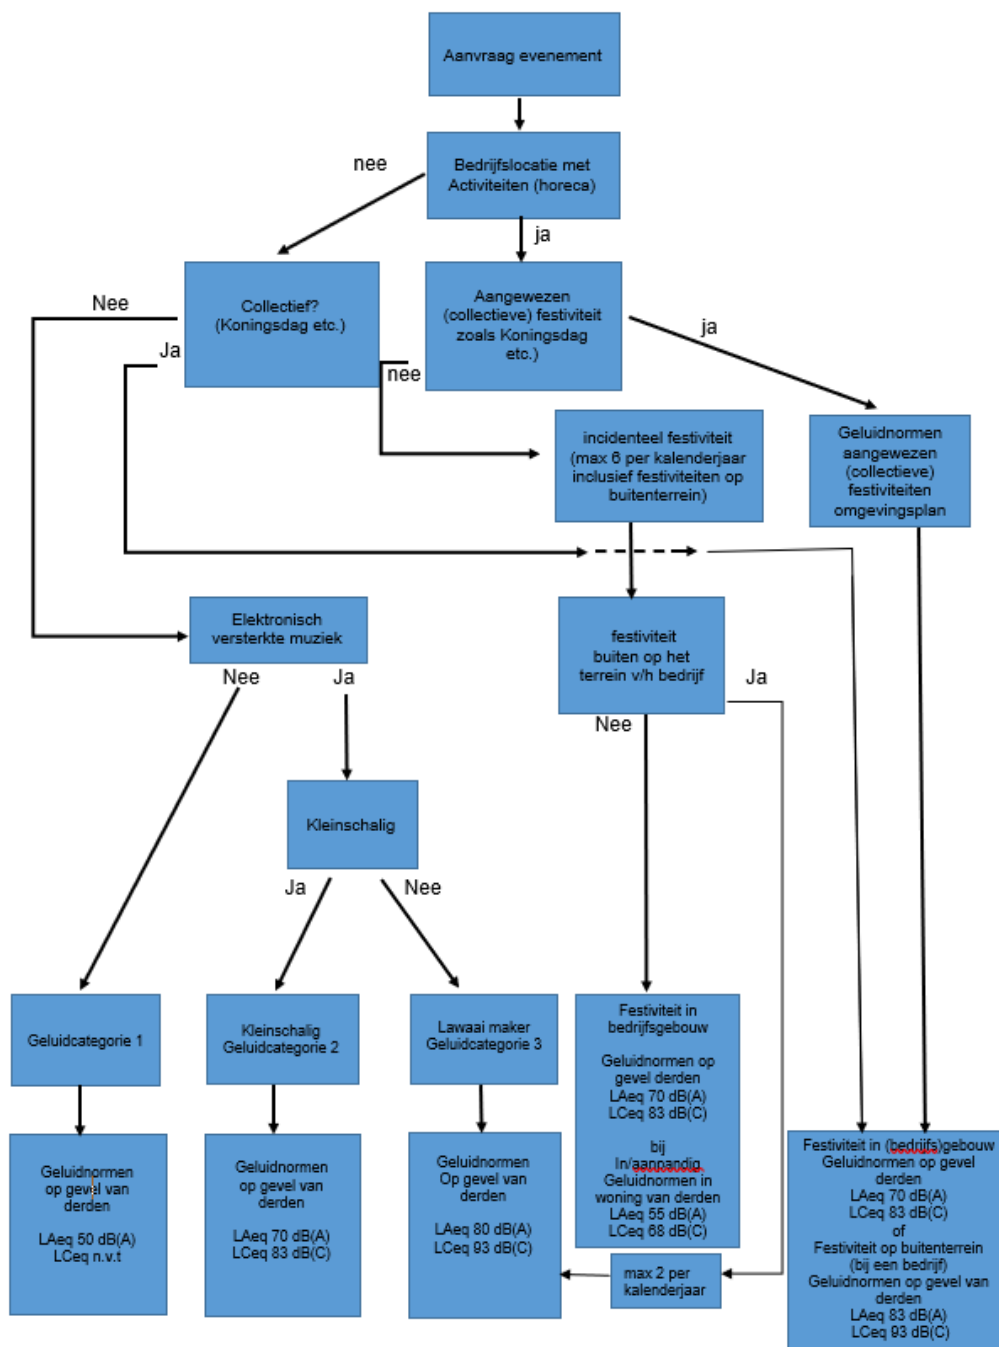 Aanvraag evenement
nee
Bedrijfslocatie met
Activiteiten (horeca)
ja
Nee
Collectief?
(Koningsdag etc.)
Ja
Aangewezen
(collectieve) festiviteit
zoals Koningsdag
etc.)
nee
ja
incidenteel festiviteit
(max 6 per kalenderjaar
inclusief festiviteiten op
buitenterrein)
Geluidnormen
aangewezen
(collectieve)
festiviteiten
omgevingsplan
Elektronisch
versterkte muziek
Nee
Ja
festiviteit
buiten op het
terrein v/h bedrijf
Ja
Nee
Kleinschalig
Ja
Nee
Geluidcategorie 1
Kleinschalig
Geluidcategorie 2
Lawaai maker
Geluidcategorie 3
Festiviteit in
bedrijfsgebouw
Geluidnormen op
gevel derden
LAeq 70 dB(A)
LCeq 83 dB(C)
bij
In/aanpandig
Geluidnormen in
woning van derden
LAeq 55 dB(A)
LCeq 68 dB(C)
Geluidnormen
op gevel van
derden
LAeq 50 dB(A)
LCeq n.v.t
Geluidnormen
op gevel van
derden
LAeq 70 dB(A)
LCeq 83 dB(C)
Geluidnormen
Op gevel van
derden
LAeq 80 dB(A)
LCeq 93 dB(C)
max 2 per
kalenderjaar
Festiviteit in (bedrijfs)gebouw
Geluidnormen op gevel
derden
LAeq 70 dB(A)
LCeq 83 dB(C)
of
Festiviteit op buitenterrein
(bij een bedrijf)
Geluidnormen op gevel van
derden
LAeq 83 dB(A)
LCeq 93 dB(C)